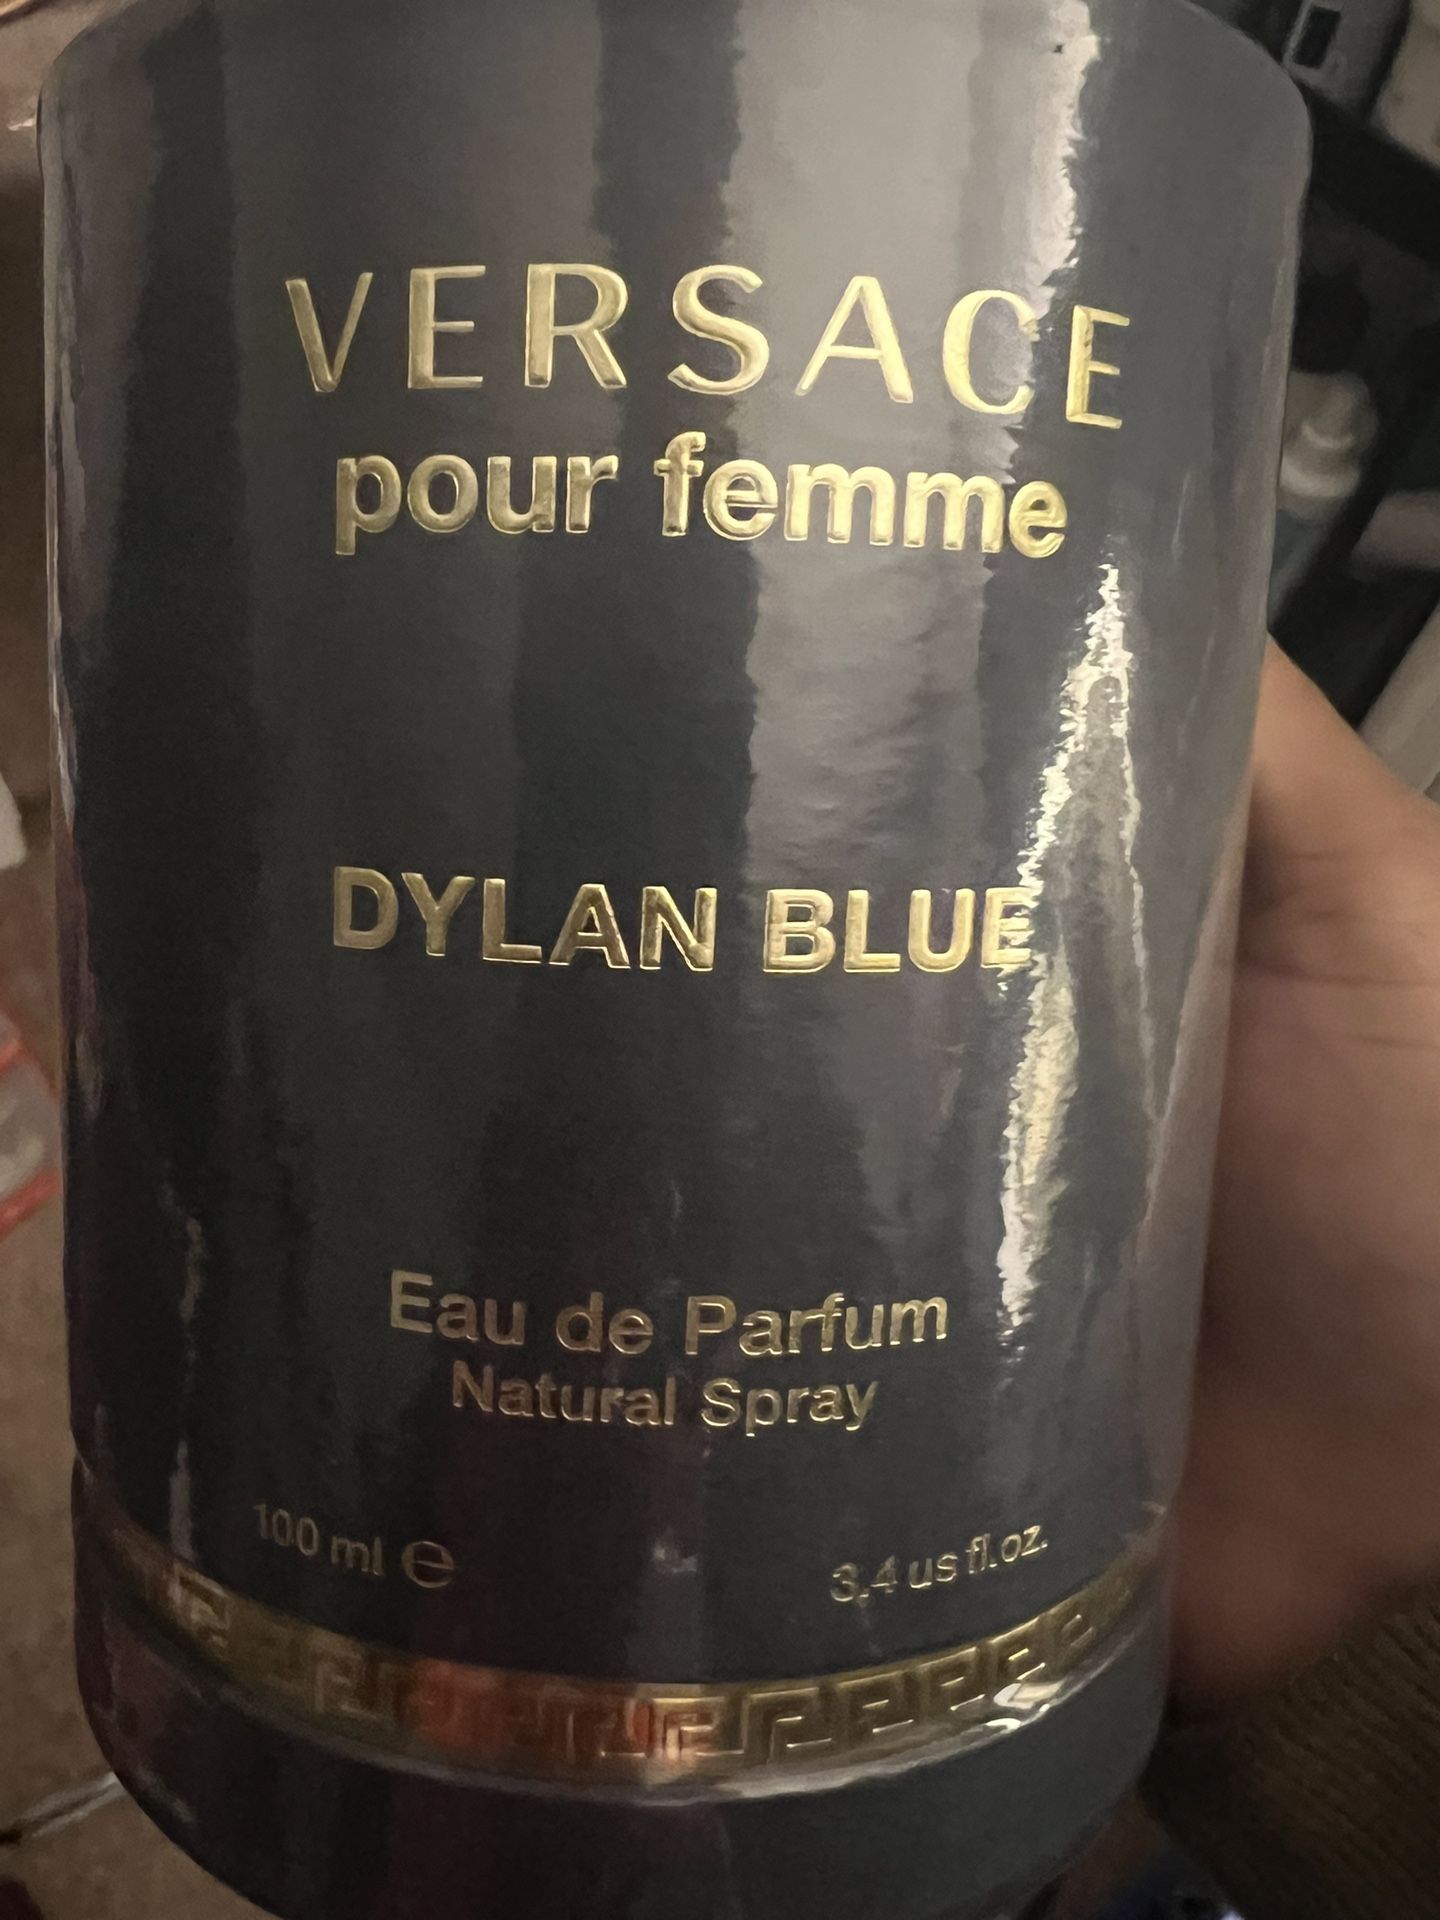 VERSACE
pour femme
DYLAN BLUE
Eau de Parfum
Natural Spray
100 ml ℮
3,4 us fl.oz.